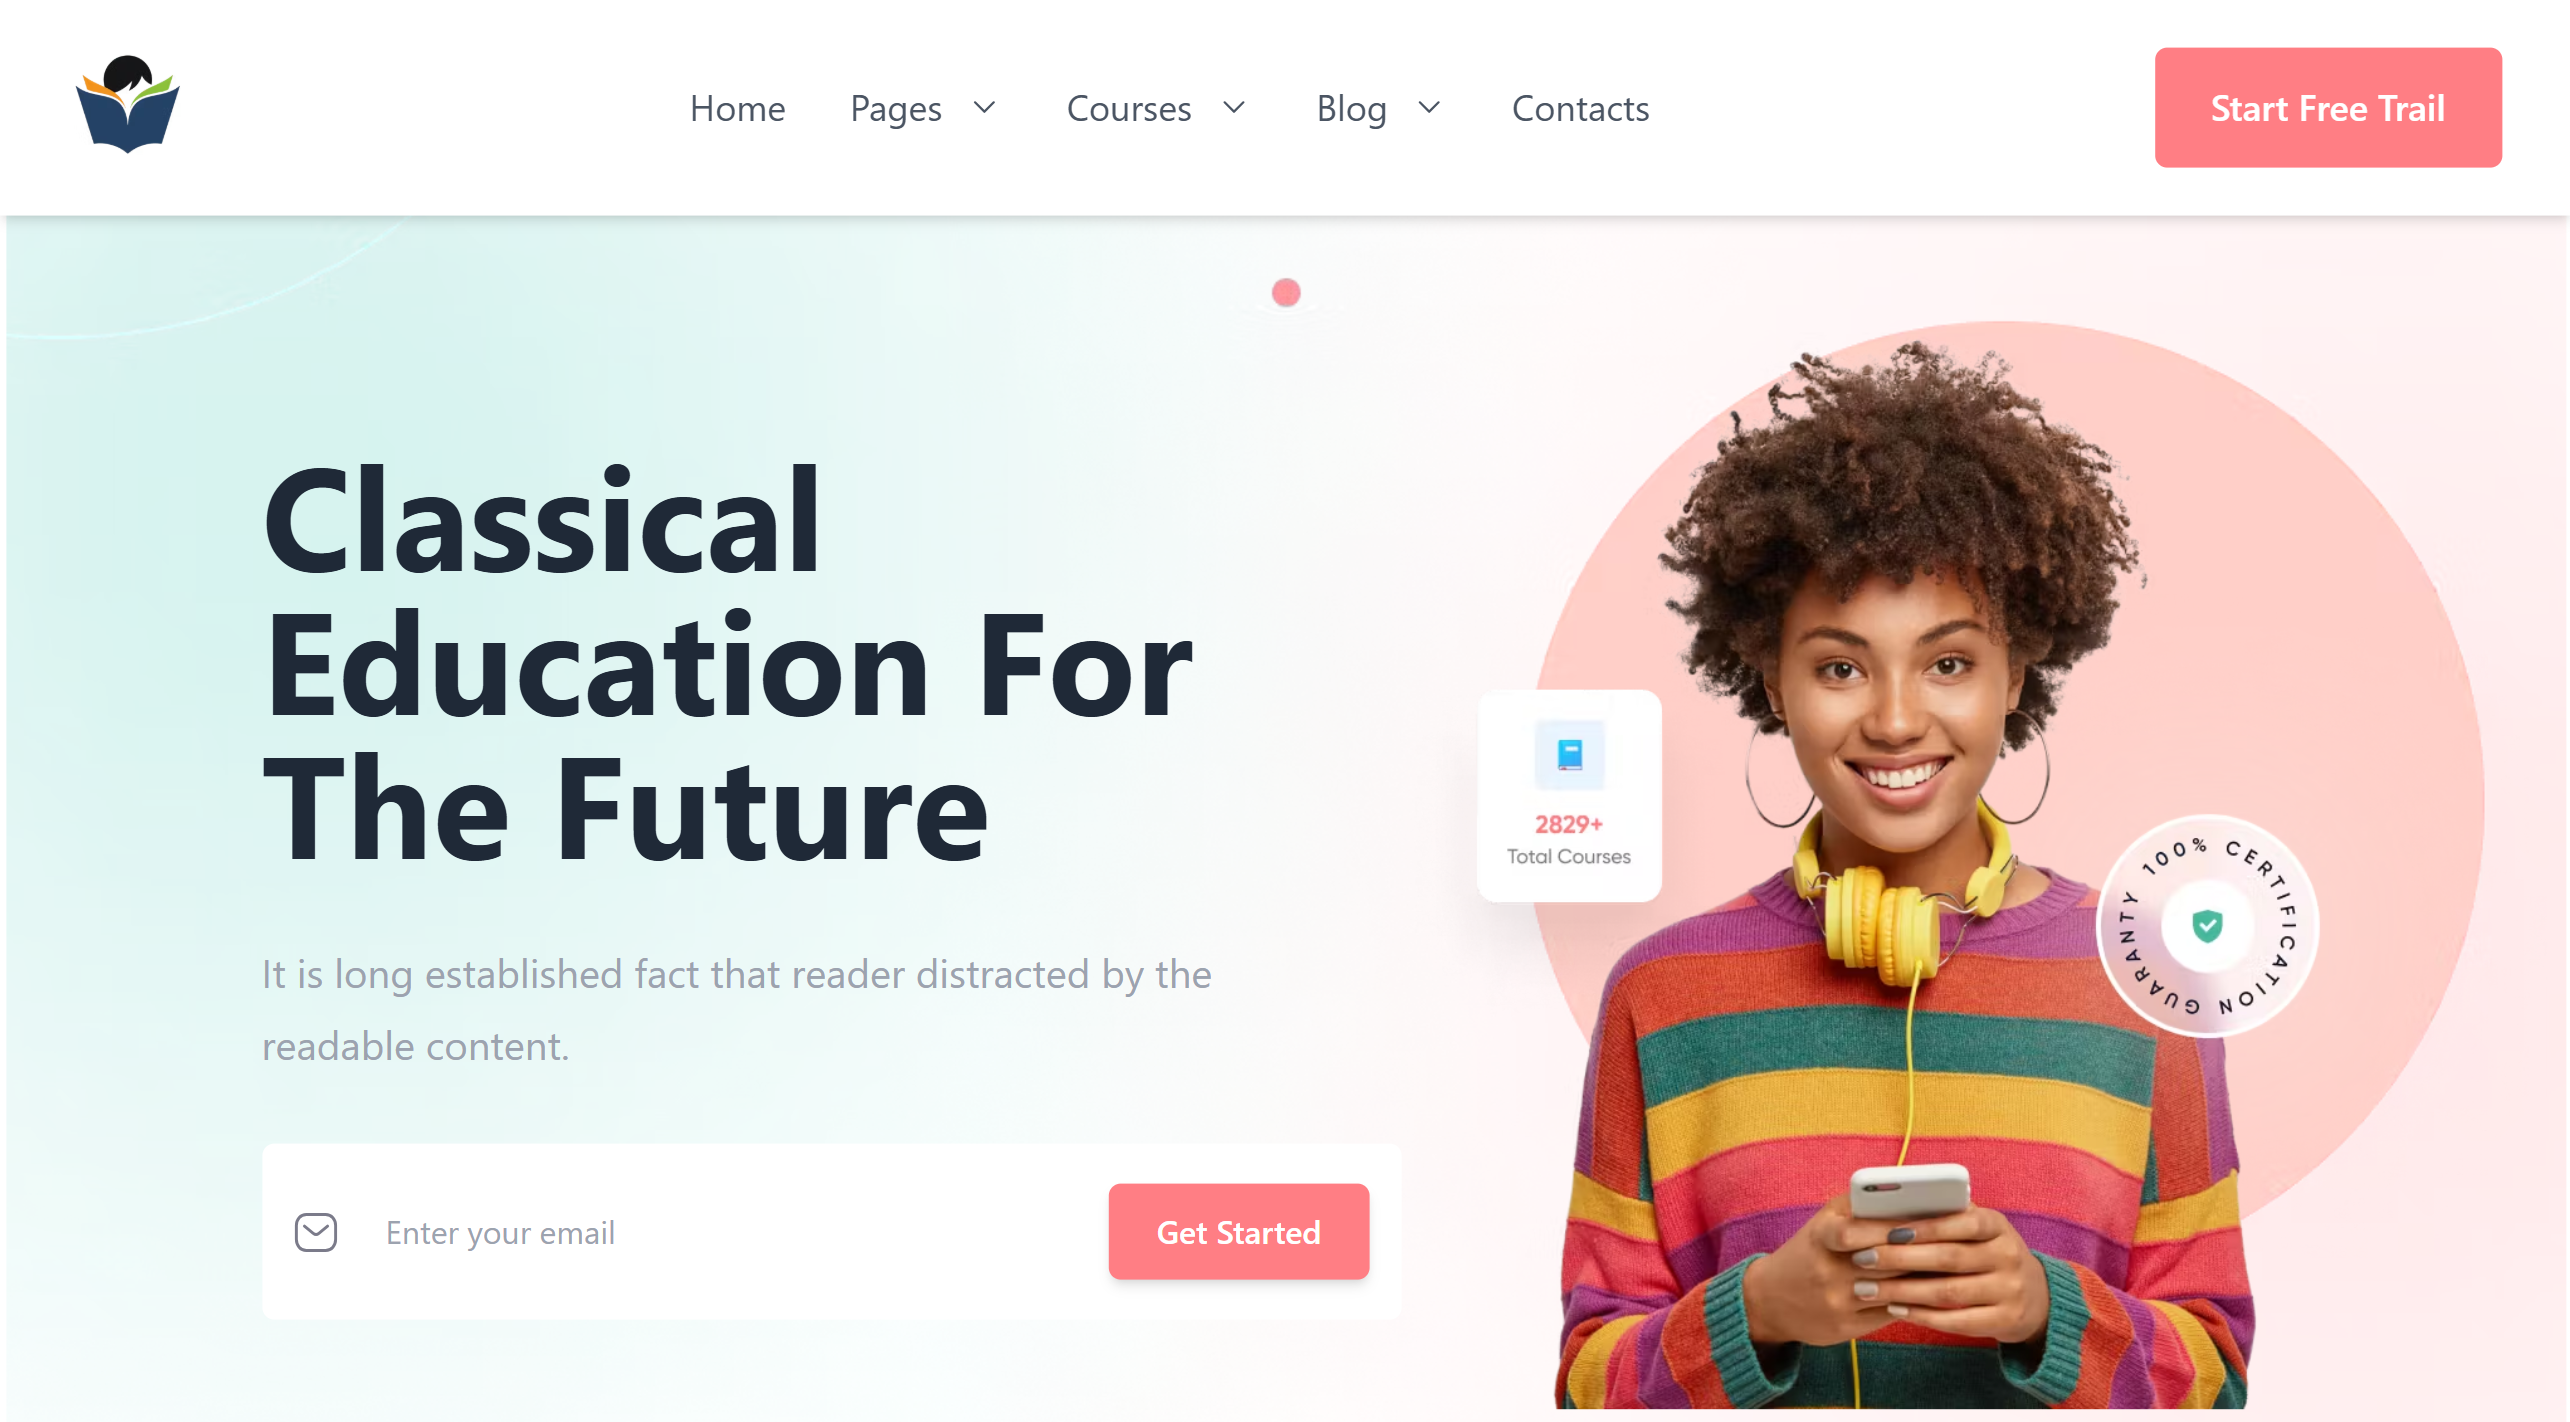 Home Pages Courses Blog Contacts
Start Free Trail
Classical
Education For
The Future
It is long established fact that reader distracted by the
readable content.
Enter your email
Get Started
2829+
Total Courses
100% CERTIFICATION GUARANTY